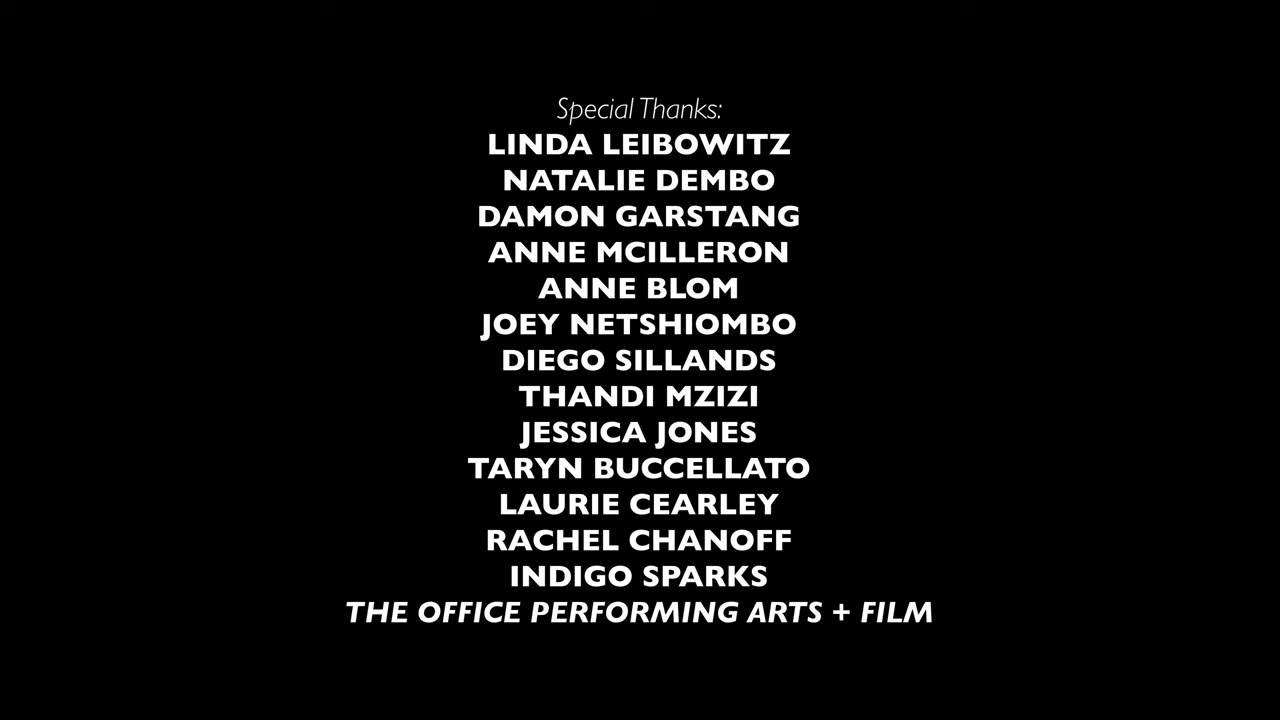 Special Thanks:
LINDA LEIBOWITZ
NATALIE DEMBO
DAMON GARSTANG
ANNE MCILLERON
ANNE BLOM
JOEY NETSHIOMBO
DIEGO SILLANDS
THANDI MZIZI
JESSICA JONES
TARYN BUCCELLATO
LAURIE CEARLEY
RACHEL CHANOFF
INDIGO SPARKS
THE OFFICE PERFORMING ARTS + FILM